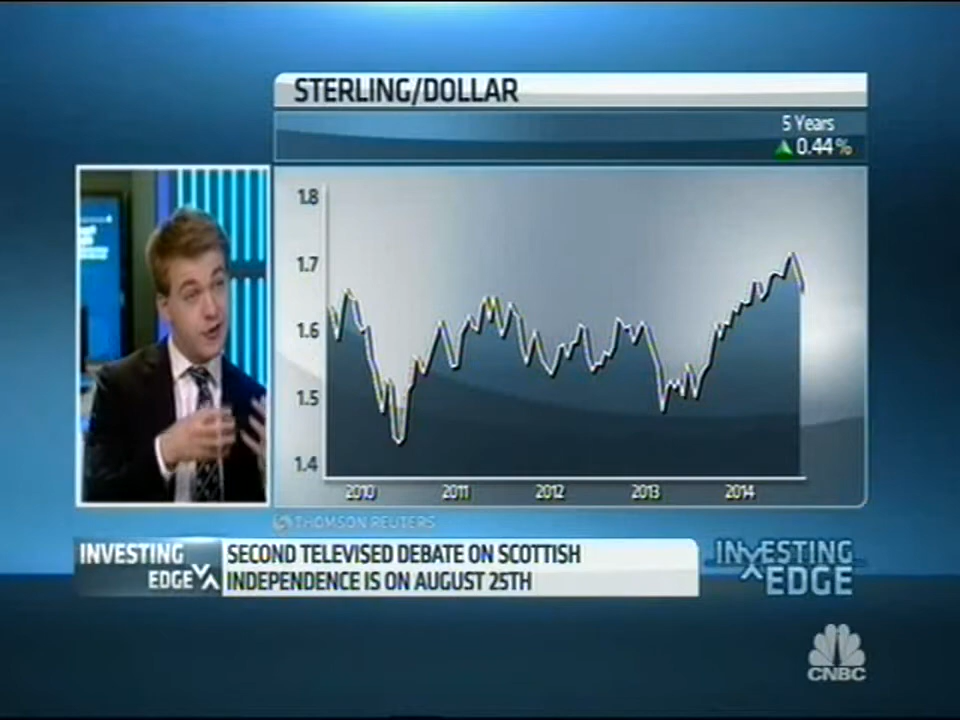 STERLING/DOLLAR
5 Years
0.44%
1.8
1.7
1.6
1.5
1.4
2010
2011
2012
2013
2014
THOMSON REUTERS
INVESTING
EDGE
SECOND TELEVISED DEBATE ON SCOTTISH
INDEPENDENCE IS ON AUGUST 25TH
INVESTING
EDGE
CNBC